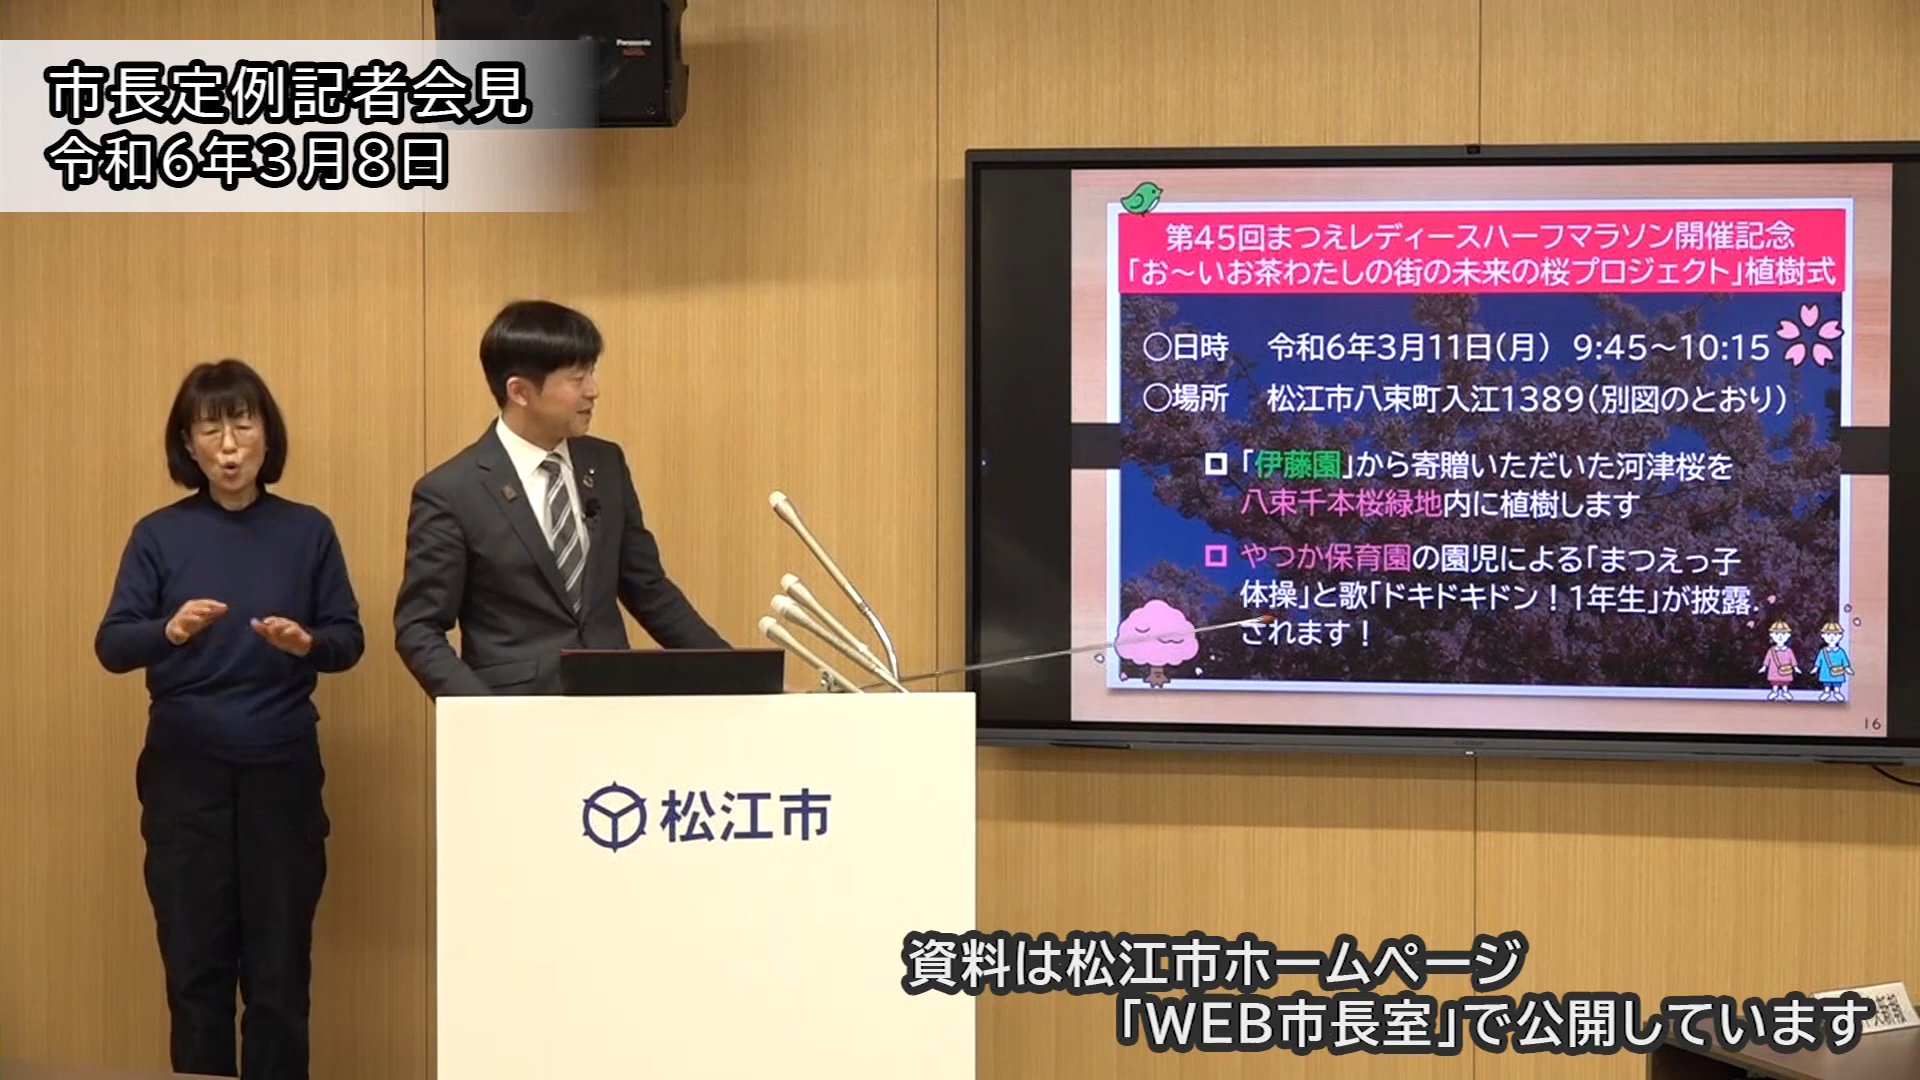 市長定例記者会見
令和6年3月8日
Panasonic
第45回まつえレディースハーフマラソン開催記念
「お～いお茶わたしの街の未来の桜プロジェクト」植樹式
○日時 令和6年3月11日(月) 9:45～10:15
○場所 松江市八束町入江1389(別図のとおり)
「伊藤園」から寄贈いただいた河津桜を
八束千本桜緑地内に植樹します
やつか保育園の園児による「まつえっ子
体操」と歌「ドキドキドン！1年生」が披露
されます！
16
松江市
資料は松江市ホームページ
「WEB市長室」で公開しています